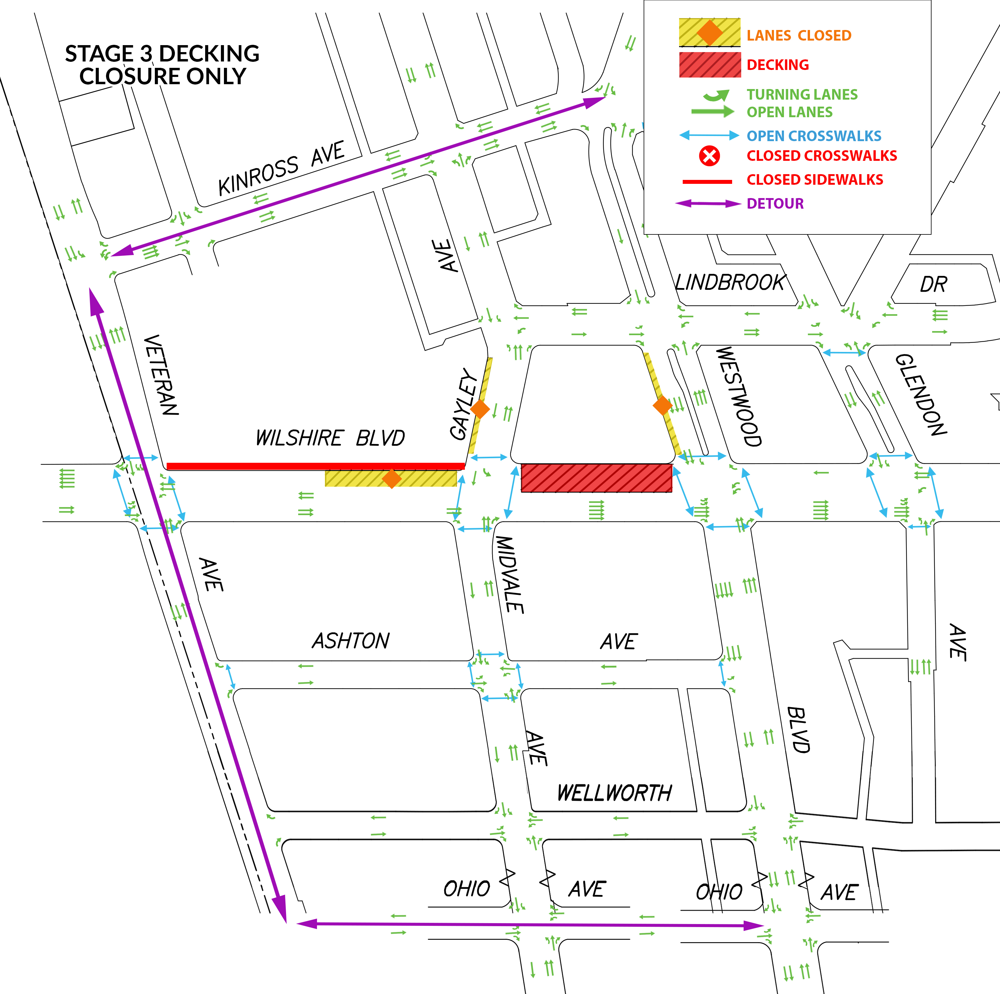 STAGE 3 DECKING
CLOSURE ONLY
LANES CLOSED
DECKING
TURNING LANES
OPEN LANES
OPEN CROSSWALKS
CLOSED CROSSWALKS
CLOSED SIDEWALKS
DETOUR
KINROSS AVE
AVE
LINDBROOK
DR
VETERAN
GAYLEY
WESTWOOD
GLENDON
WILSHIRE BLVD
AVE
MIDVALE
ASHTON
AVE
AVE
BLVD
AVE
WELLWORTH
OHIO
AVE
OHIO
AVE